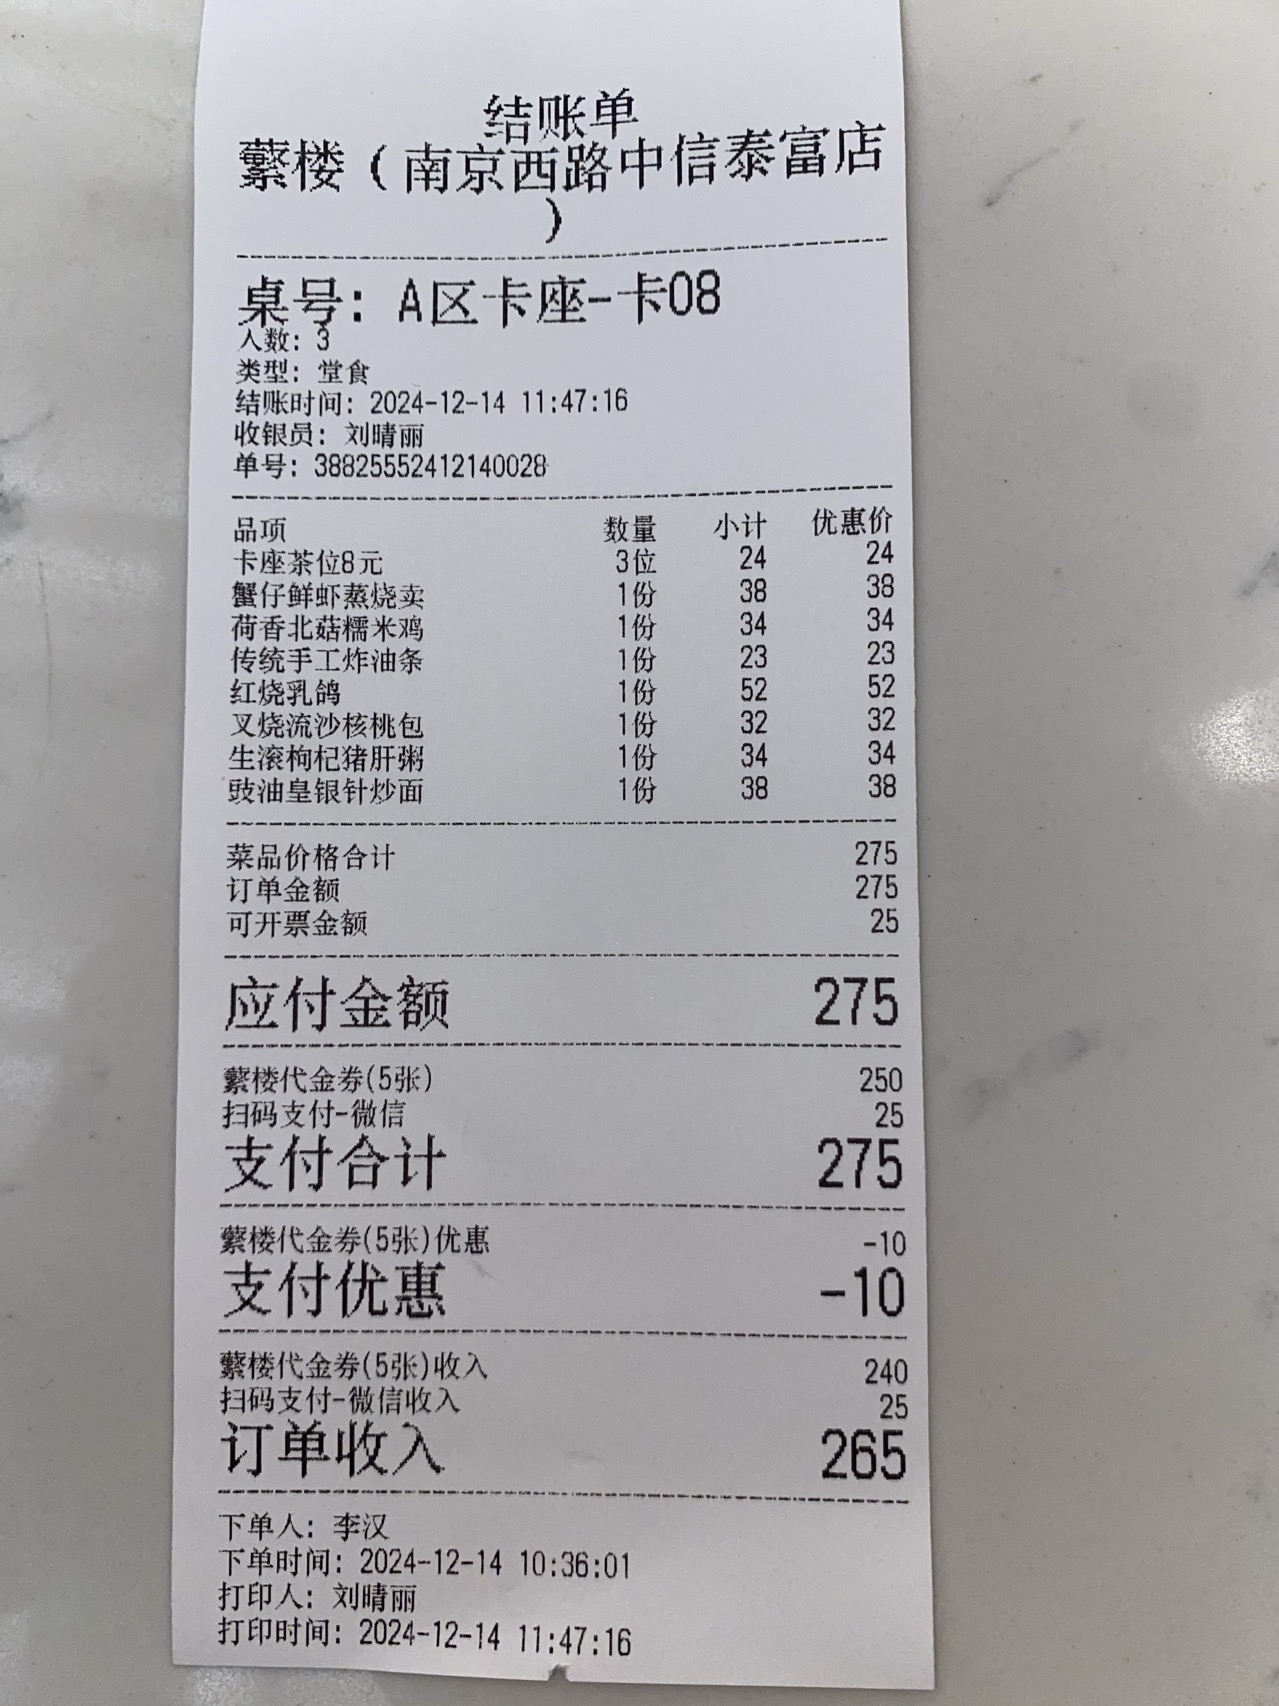 结账单
蘩楼（南京西路中信泰富店
）
桌号: A区卡座-卡08
人数: 3
类型: 堂食
结账时间: 2024-12-14 11:47:16
收银员: 刘晴丽
单号: 38825552412140028
品项 数量 小计 优惠价
卡座茶位8元 3位 24 24
蟹仔鲜虾蒸烧卖 1份 38 38
荷香北菇糯米鸡 1份 34 34
传统手工炸油条 1份 23 23
红烧乳鸽 1份 52 52
叉烧流沙核桃包 1份 32 32
生滚枸杞猪肝粥 1份 34 34
豉油皇银针炒面 1份 38 38
菜品价格合计 275
订单金额 275
可开票金额 25
应付金额 275
蘩楼代金券(5张) 250
扫码支付-微信 25
支付合计 275
蘩楼代金券(5张)优惠 -10
支付优惠 -10
蘩楼代金券(5张)收入 240
扫码支付-微信收入 25
订单收入 265
下单人: 李汉
下单时间: 2024-12-14 10:36:01
打印人: 刘晴丽
打印时间: 2024-12-14 11:47:16